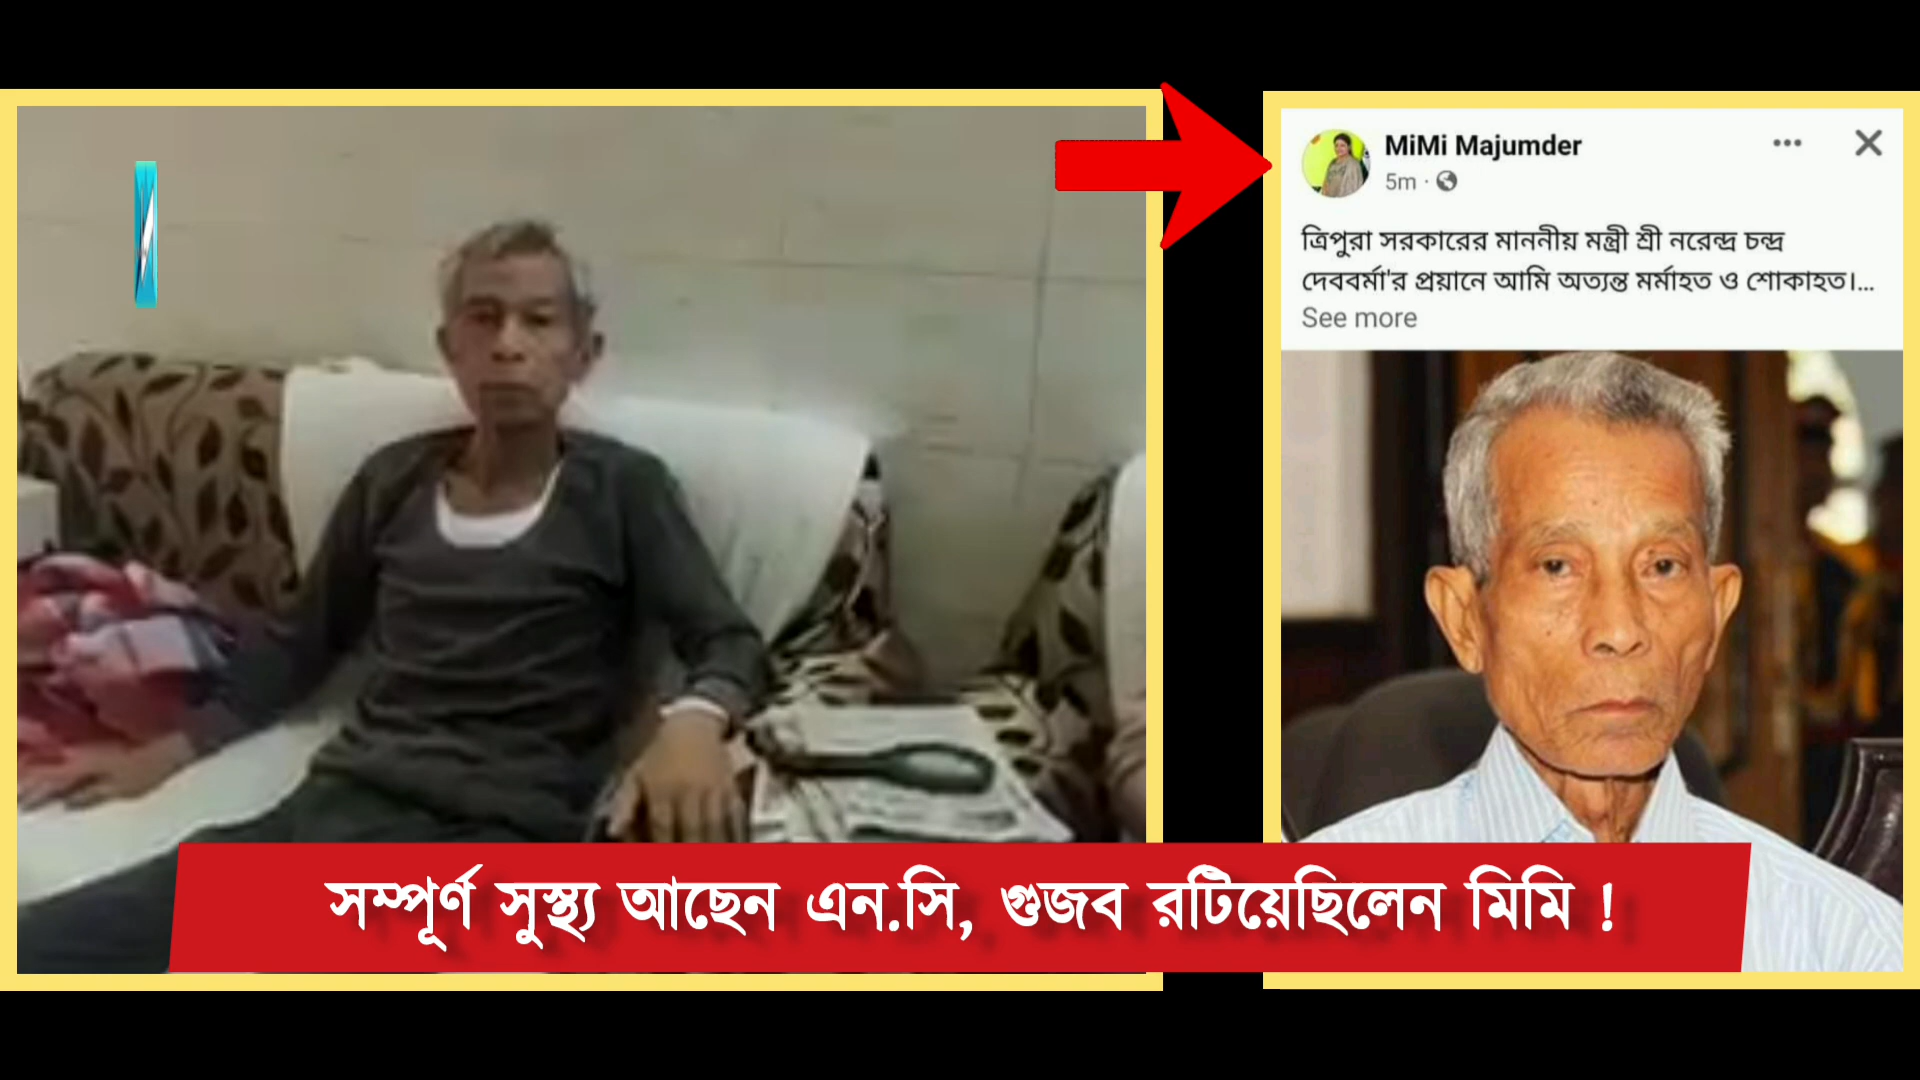 MiMi Majumder
5m ·
ত্রিপুরা সরকারের মাননীয় মন্ত্রী শ্রী নরেন্দ্র চন্দ্র
দেববর্মা'র প্রয়ানে আমি অত্যন্ত মর্মাহত ও শোকাহত।...
See more
সম্পূর্ণ সুস্থ্য আছেন এন.সি, গুজব রটিয়েছিলেন মিমি !